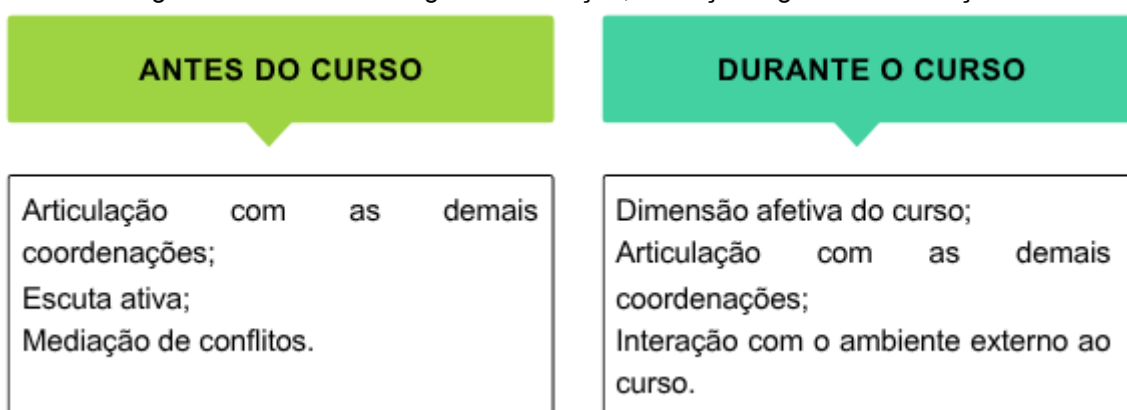 ANTES DO CURSO
Articulação com as demais
coordenações;
Escuta ativa;
Mediação de conflitos.
DURANTE O CURSO
Dimensão afetiva do curso;
Articulação com as demais
coordenações;
Interação com o ambiente externo ao
curso.